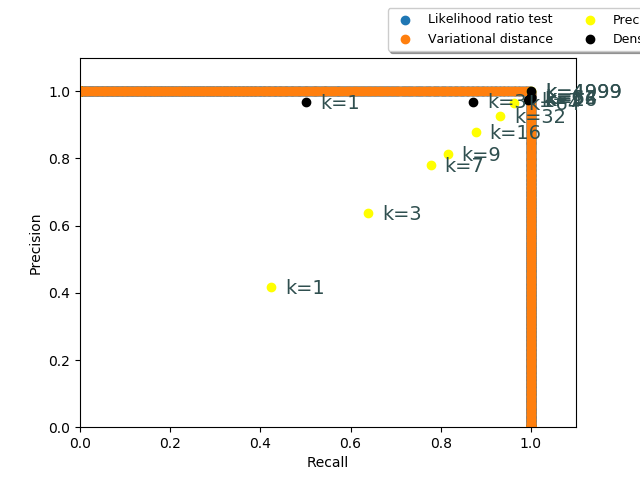 Likelihood ratio test
Variational distance
Prec
Dens
Precision
1.0
0.8
0.6
0.4
0.2
0.0
k=4999
k=1
k=3
k=32
k=16
k=9
k=7
k=3
k=1
0.0 0.2 0.4 0.6 0.8 1.0
Recall